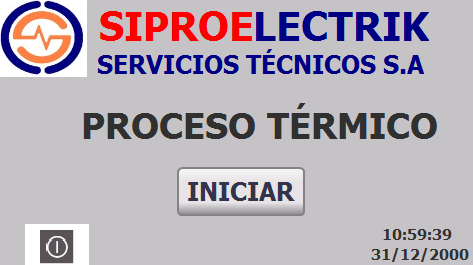 SIPROELECTRIK
SERVICIOS TÉCNICOS S.A
PROCESO TÉRMICO
INICIAR
10:59:39
31/12/2000